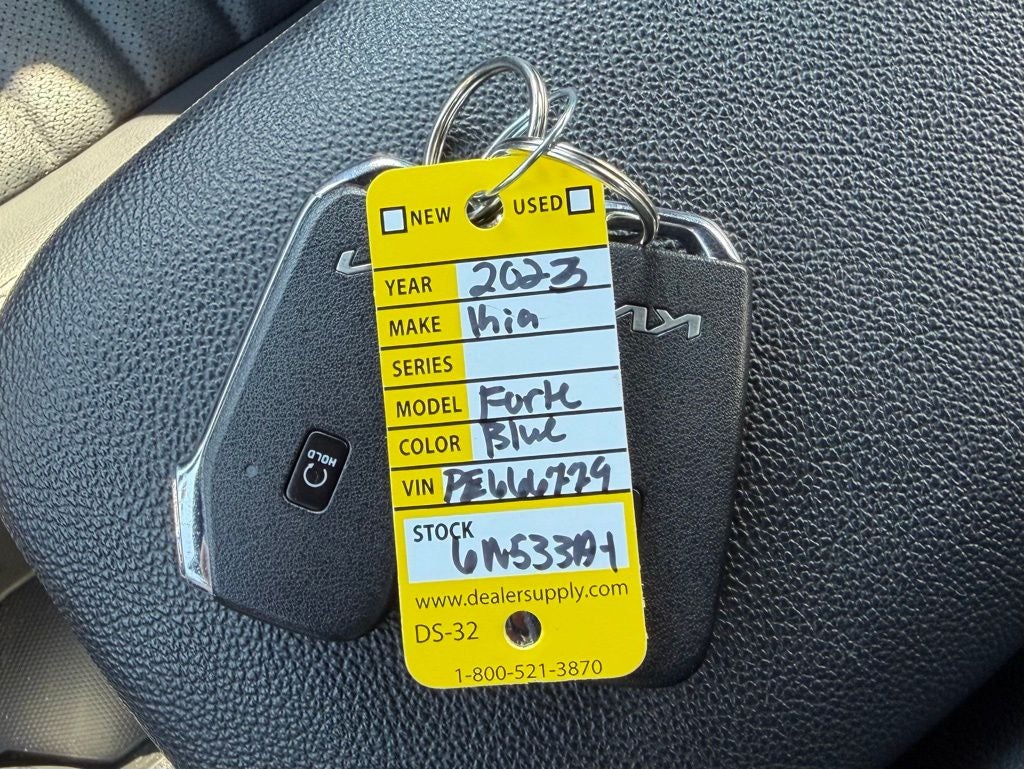 NEW USED
YEAR 2023
MAKE Kia
SERIES
MODEL Forte
COLOR Blue
VIN PE666779
STOCK
6N533A-1
www.dealersupply.com
DS-32
1-800-521-3870
HOLD
KIA